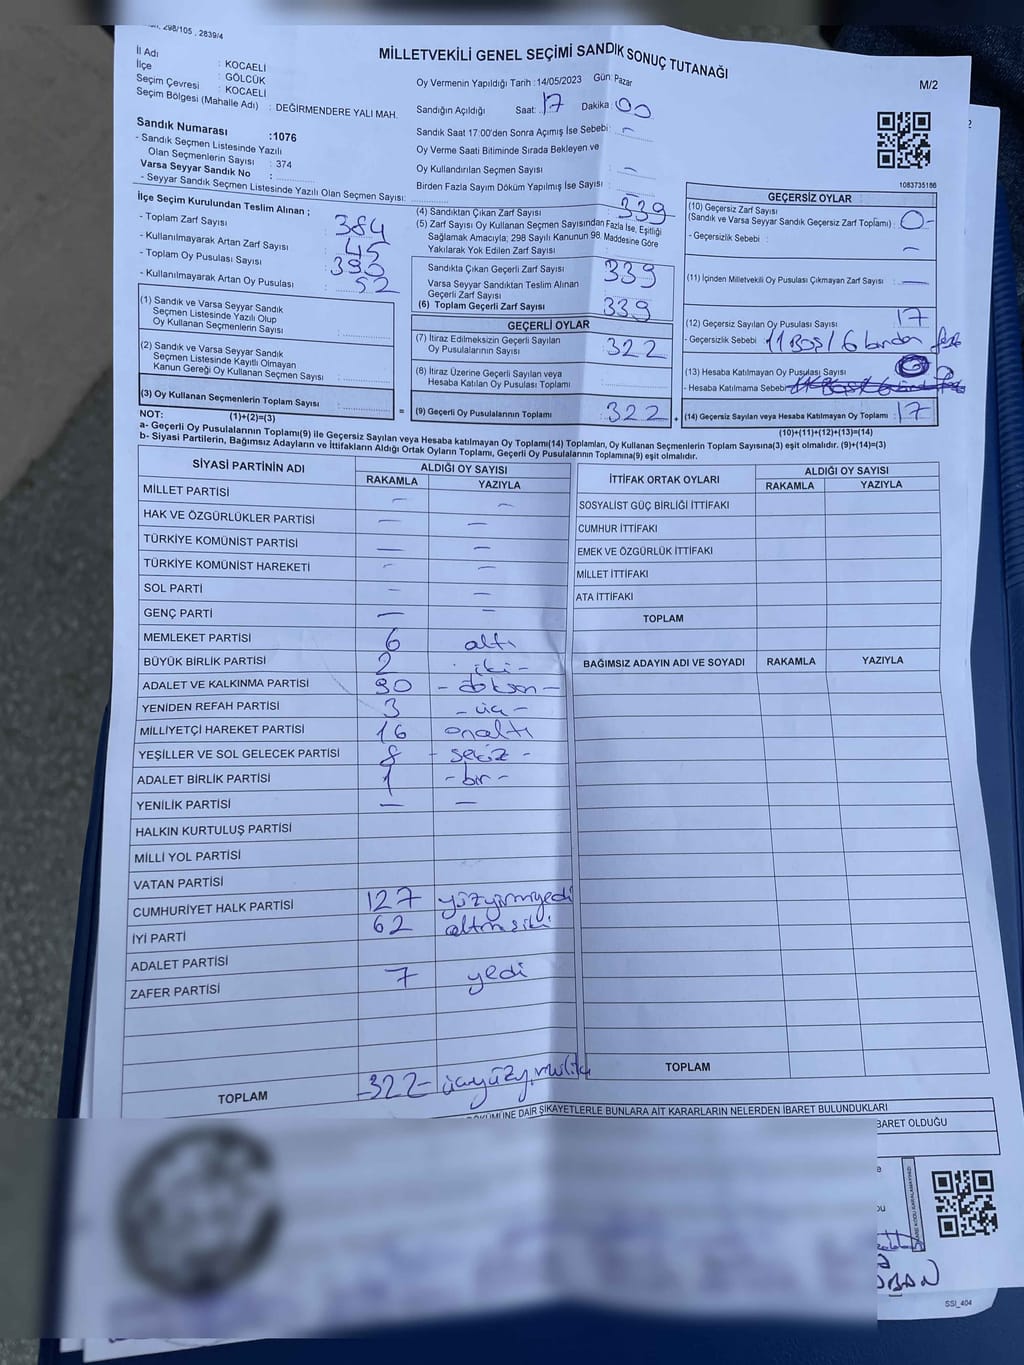 298/105 , 2839/4
MİLLETVEKİLİ GENEL SEÇİMİ SANDIK SONUÇ TUTANAĞI
M/2
İl Adı : KOCAELİ
İlçe : GÖLCÜK
Seçim Çevresi : KOCAELİ
Seçim Bölgesi (Mahalle Adı) : DEĞİRMENDERE YALI MAH.
Oy Vermenin Yapıldığı Tarih : 14/05/2023 Gün: Pazar
Sandığın Açıldığı Saat: 17 Dakika: 00
Sandık Saat 17:00'den Sonra Açımış İse Sebebi: -
Oy Verme Saati Bitiminde Sırada Bekleyen ve
Oy Kullandırılan Seçmen Sayısı : -
Birden Fazla Sayım Döküm Yapılmış İse Sayısı : -
Sandık Numarası : 1076
- Sandık Seçmen Listesinde Yazılı
Olan Seçmenlerin Sayısı : 374
Varsa Seyyar Sandık No :
- Seyyar Sandık Seçmen Listesinde Yazılı Olan Seçmen Sayısı:
1083735186
İlçe Seçim Kurulundan Teslim Alınan ;
- Toplam Zarf Sayısı : 384
- Kullanılmayarak Artan Zarf Sayısı : 45
- Toplam Oy Pusulası Sayısı : 390
- Kullanılmayarak Artan Oy Pusulası : 52
(1) Sandık ve Varsa Seyyar Sandık
Seçmen Listesinde Yazılı Olup
Oy Kullanan Seçmenlerin Sayısı :
(2) Sandık ve Varsa Seyyar Sandık
Seçmen Listesinde Kayıtlı Olmayan
Kanun Gereği Oy Kullanan Seçmen Sayısı :
(3) Oy Kullanan Seçmenlerin Toplam Sayısı :
(4) Sandıktan Çıkan Zarf Sayısı : 339
(5) Zarf Sayısı Oy Kullanan Seçmen Sayısından Fazla İse, Eşitliği
Sağlamak Amacıyla; 298 Sayılı Kanunun 98. Maddesine Göre
Yakılarak Yok Edilen Zarf Sayısı :
Sandıkta Çıkan Geçerli Zarf Sayısı : 339
Varsa Seyyar Sandıktan Teslim Alınan
Geçerli Zarf Sayısı :
(6) Toplam Geçerli Zarf Sayısı : 339
GEÇERLİ OYLAR
(7) İtiraz Edilmeksizin Geçerli Sayılan
Oy Pusulalarının Sayısı : 322
(8) İtiraz Üzerine Geçerli Sayılan veya
Hesaba Katılan Oy Pusulası Toplamı :
= (9) Geçerli Oy Pusulalarının Toplamı : 322
GEÇERSİZ OYLAR
(10) Geçersiz Zarf Sayısı
(Sandık ve Varsa Seyyar Sandık Geçersiz Zarf Toplamı) : 0-
- Geçersizlik Sebebi : -
(11) İçinden Milletvekili Oy Pusulası Çıkmayan Zarf Sayısı : -
(12) Geçersiz Sayılan Oy Pusulası Sayısı : 17
- Geçersizlik Sebebi : 11 Boş / 6 birden fazla
(13) Hesaba Katılmayan Oy Pusulası Sayısı :
- Hesaba Katılmama Sebebi :
+ (14) Geçersiz Sayılan veya Hesaba Katılmayan Oy Toplamı : 17
NOT: (1)+(2)=(3)
(10)+(11)+(12)+(13)=(14)
a- Geçerli Oy Pusulalarının Toplamı(9) ile Geçersiz Sayılan veya Hesaba katılmayan Oy Toplamı(14) Toplamları, Oy Kullanan Seçmenlerin Toplam Sayısına(3) eşit olmalıdır. (9)+(14)=(3)
b- Siyasi Partilerin, Bağımsız Adayların ve İttifakların Aldığı Ortak Oyların Toplamı, Geçerli Oy Pusulalarının Toplamına(9) eşit olmalıdır.
SİYASİ PARTİNİN ADI ALDIĞI OY SAYISI
RAKAMLA YAZIYLA
MİLLET PARTİSİ - -
HAK VE ÖZGÜRLÜKLER PARTİSİ - -
TÜRKİYE KOMÜNİST PARTİSİ - -
TÜRKİYE KOMÜNİST HAREKETİ - -
SOL PARTİ - -
GENÇ PARTİ - -
MEMLEKET PARTİSİ 6 altı
BÜYÜK BİRLİK PARTİSİ 2 iki -
ADALET VE KALKINMA PARTİSİ 90 - doksan -
YENİDEN REFAH PARTİSİ 3 - üç -
MİLLİYETÇİ HAREKET PARTİSİ 16 onaltı
YEŞİLLER VE SOL GELECEK PARTİSİ 8 - sekiz -
ADALET BİRLİK PARTİSİ 1 - bir -
YENİLİK PARTİSİ - -
HALKIN KURTULUŞ PARTİSİ
MİLLİ YOL PARTİSİ
VATAN PARTİSİ
CUMHURİYET HALK PARTİSİ 127 yüzyirmiyedi
İYİ PARTİ 62 altmışiki
ADALET PARTİSİ
ZAFER PARTİSİ 7 yedi
TOPLAM -322- üçyüzyirmiiki
İTTİFAK ORTAK OYLARI ALDIĞI OY SAYISI
RAKAMLA YAZIYLA
SOSYALİST GÜÇ BİRLİĞİ İTTİFAKI
CUMHUR İTTİFAKI
EMEK VE ÖZGÜRLÜK İTTİFAKI
MİLLET İTTİFAKI
ATA İTTİFAKI
TOPLAM
BAĞIMSIZ ADAYIN ADI VE SOYADI RAKAMLA YAZIYLA
TOPLAM
DÖKÜMÜNE DAİR ŞİKAYETLERLE BUNLARA AİT KARARLARIN NELERDEN İBARET BULUNDUKLARI
BARET OLDUĞU
SSI_404